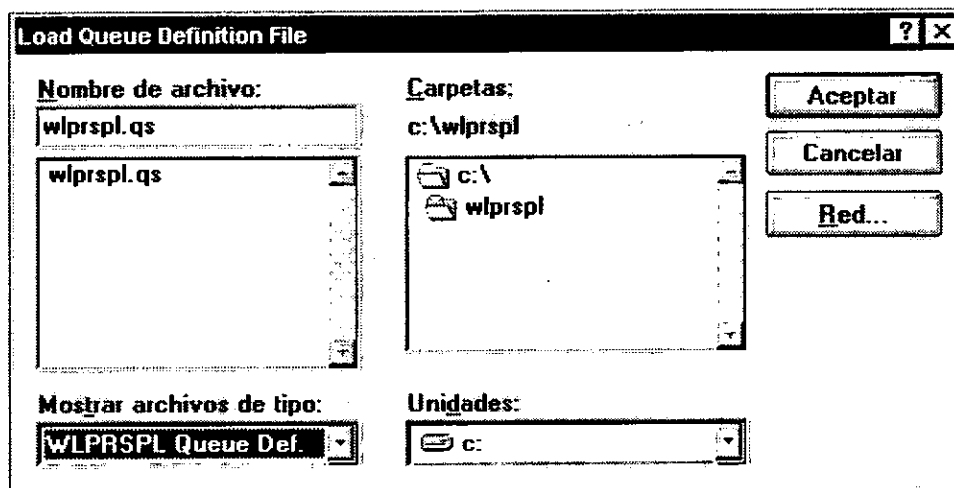 Load Queue Definition File
Nombre de archivo:
wlprspl.qs
wlprspl.qs
Mostrar archivos de tipo:
WLPRSPL Queue Def.
Carpetas:
c:\wlprspl
c:\
wlprspl
Unidades:
c:
Aceptar
Cancelar
Red...